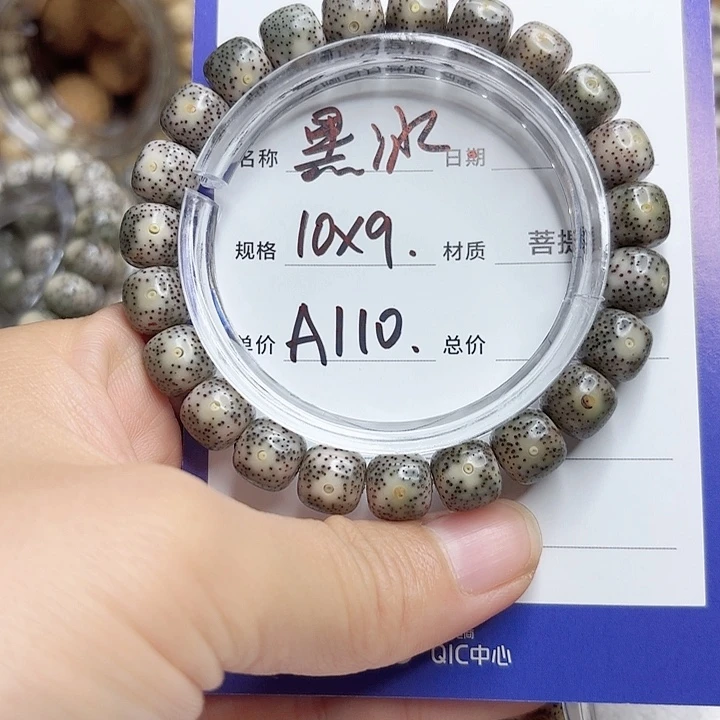 名称 黑冰 日期
规格 10X9. 材质 菩提
单价 A110. 总价
QIC中心